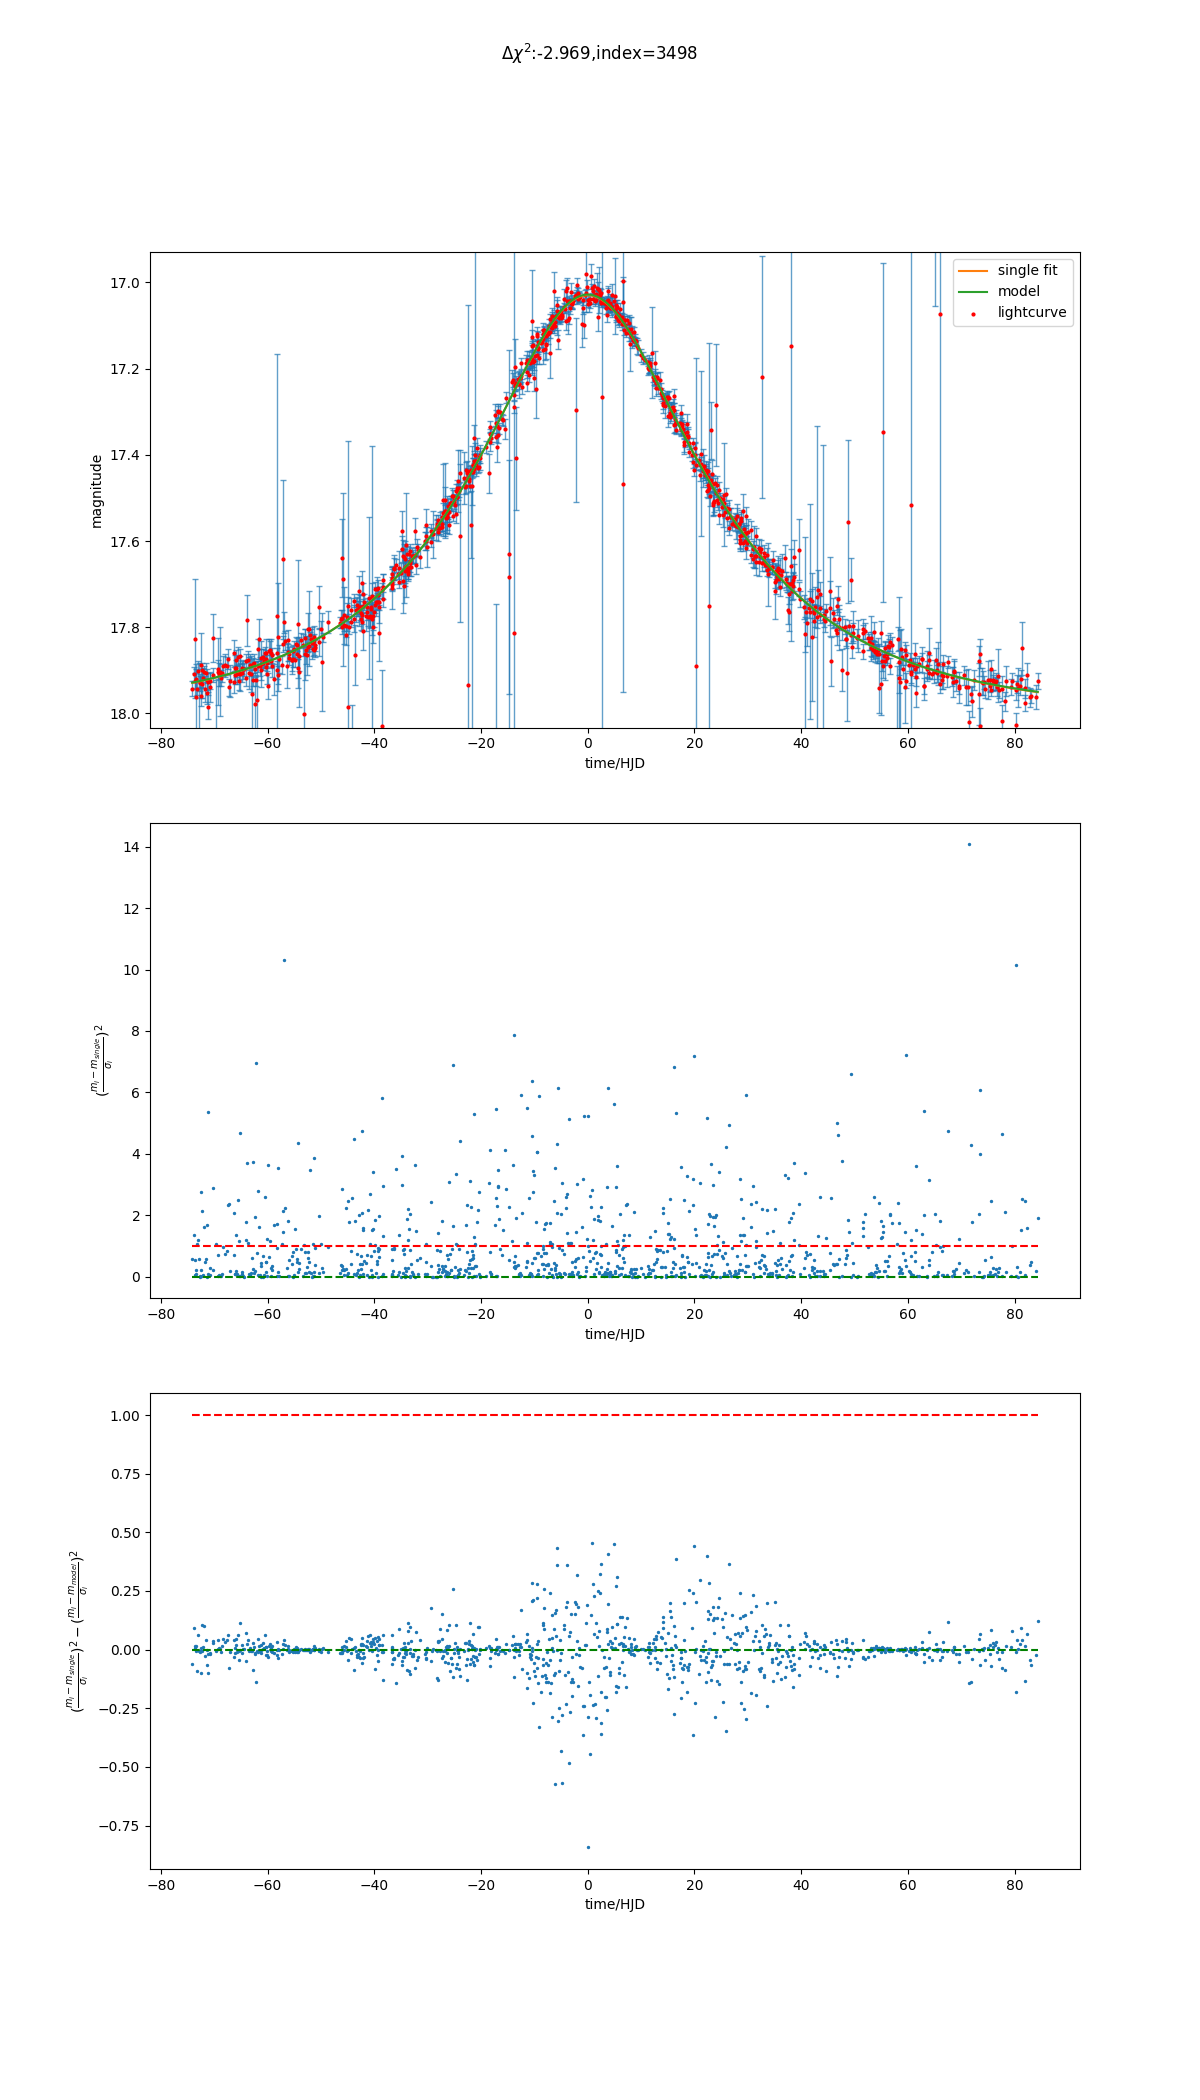 Δχ²:-2.969,index=3498
single fit
model
lightcurve
magnitude
17.0
17.2
17.4
17.6
17.8
18.0
−80 −60 −40 −20 0 20 40 60 80
time/HJD
(\frac{m_i − m_{single}}{σ_i})²
14
12
10
8
6
4
2
0
−80 −60 −40 −20 0 20 40 60 80
time/HJD
(\frac{m_i − m_{single}}{σ_i})² − (\frac{m_i − m_{model}}{σ_i})²
1.00
0.75
0.50
0.25
0.00
−0.25
−0.50
−0.75
−80 −60 −40 −20 0 20 40 60 80
time/HJD